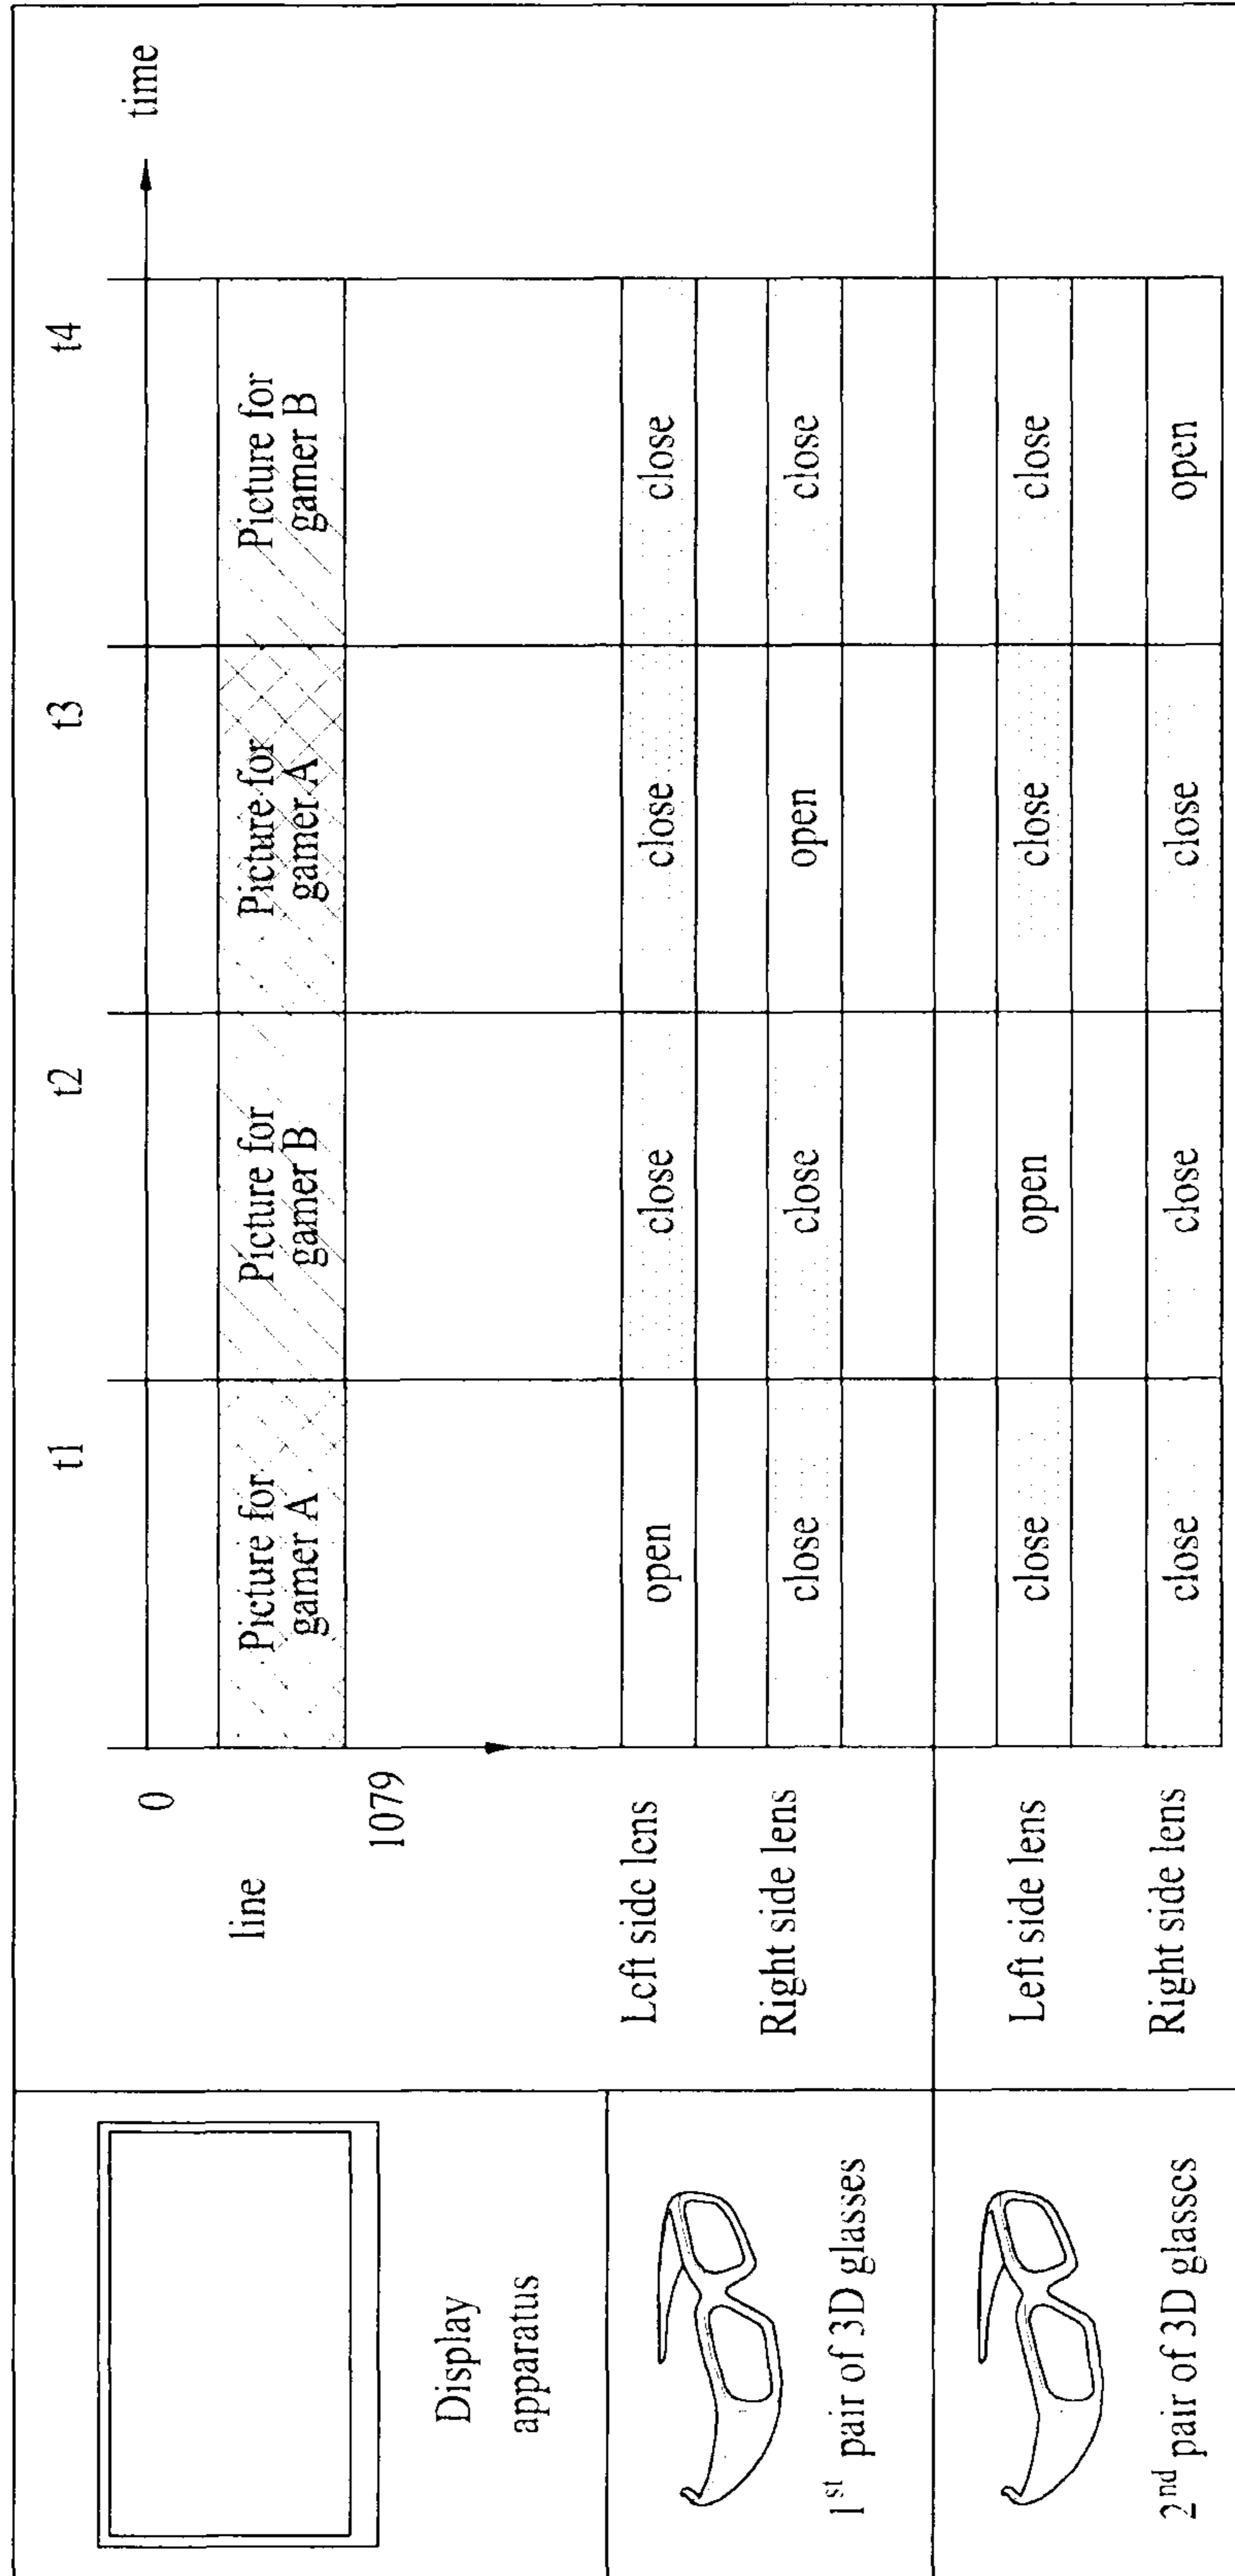 t1
t2
t3
t4
time
0
line
1079
Picture for
gamer A
Picture for
gamer B
Picture for
gamer A
Picture for
gamer B
Display
apparatus
Left side lens
open
close
close
close
Right side lens
close
close
open
close
1st pair of 3D glasses
Left side lens
close
open
close
close
Right side lens
close
close
close
open
2nd pair of 3D glasses